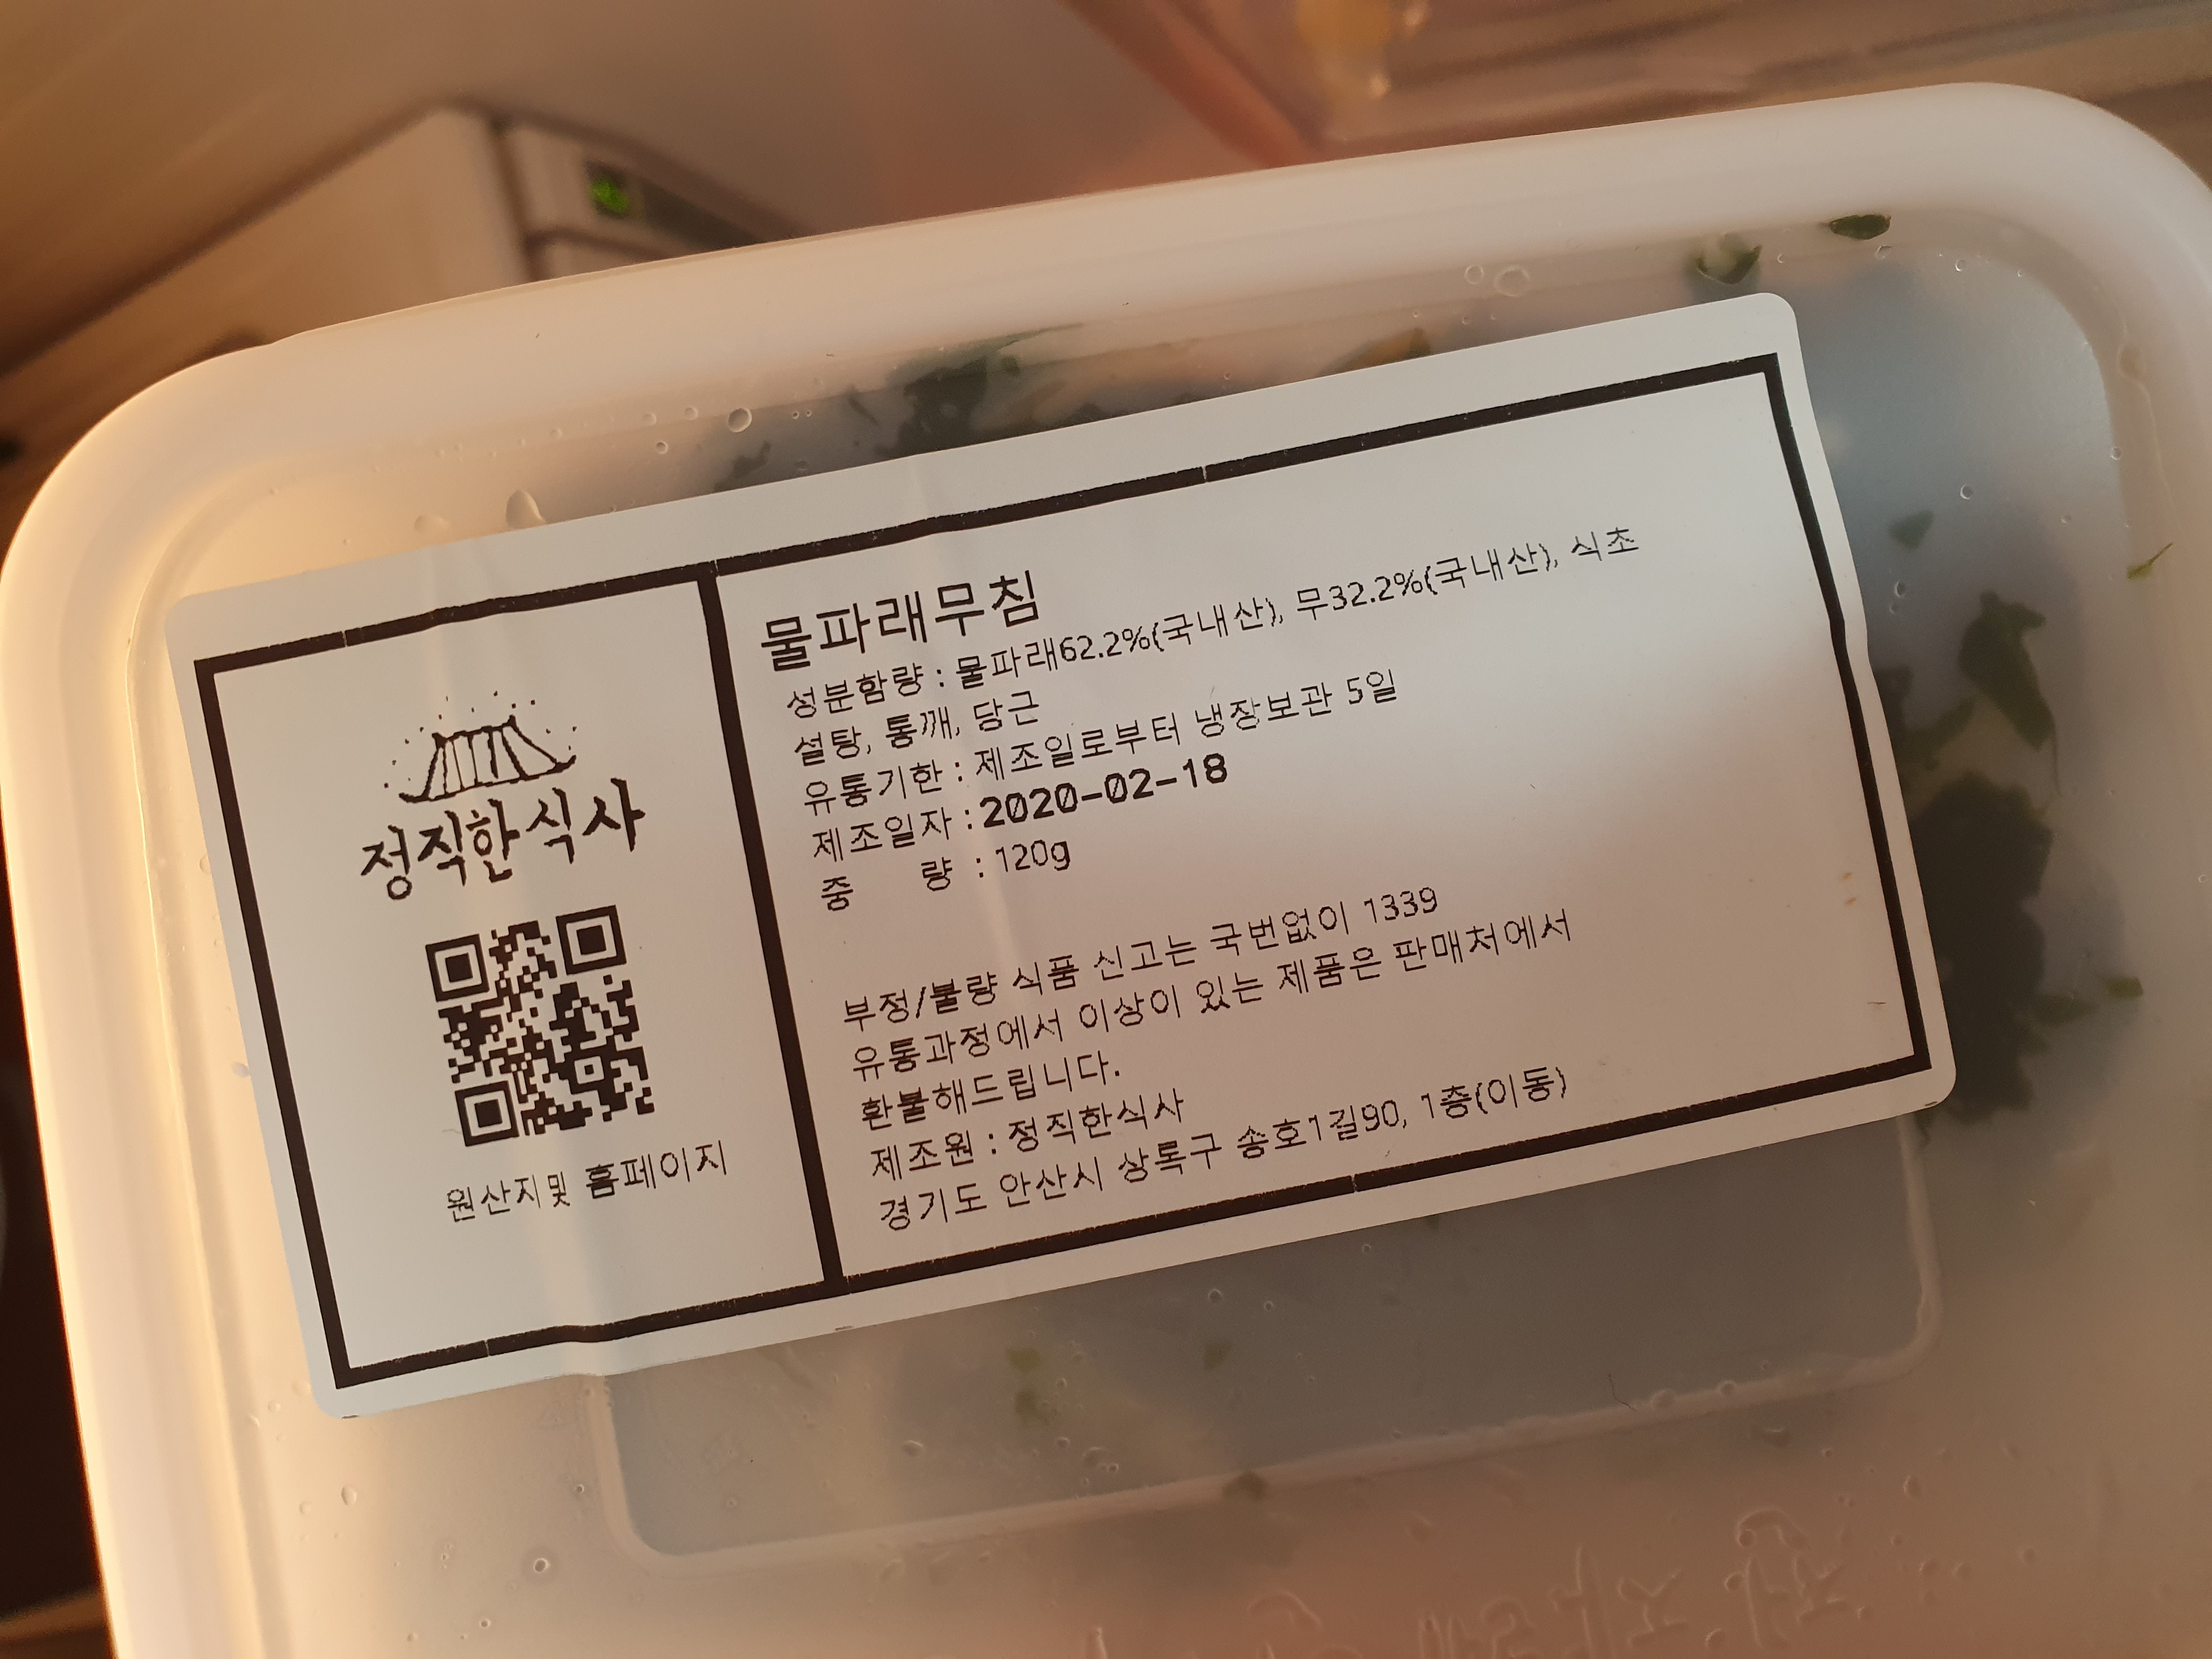 정직한식사
원산지및 홈페이지
물파래무침
성분함량 : 물파래62.2%(국내산), 무32.2%(국내산), 식초
설탕, 통깨, 당근
유통기한 : 제조일로부터 냉장보관 5일
제조일자 : 2020-02-18
중 량 : 120g
부정/불량 식품 신고는 국번없이 1339
유통과정에서 이상이 있는 제품은 판매처에서
환불해드립니다.
제조원 : 정직한식사
경기도 안산시 상록구 송호1길90, 1층(이동)